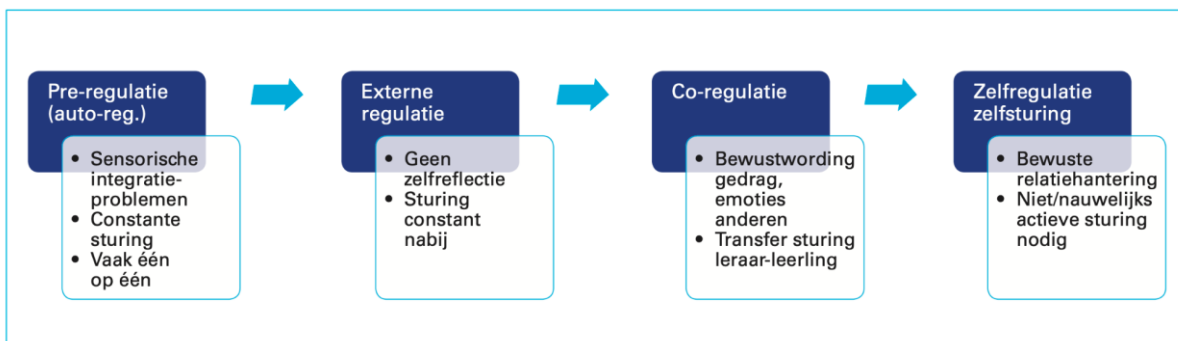 Pre-regulatie
(auto-reg.)
• Sensorische
integratie-
problemen
• Constante
sturing
• Vaak één
op één
Externe
regulatie
• Geen
zelfreflectie
• Sturing
constant
nabij
Co-regulatie
• Bewustwording
gedrag,
emoties
anderen
• Transfer sturing
leraar-leerling
Zelfregulatie
zelfsturing
• Bewuste
relatiehantering
• Niet/nauwelijks
actieve sturing
nodig